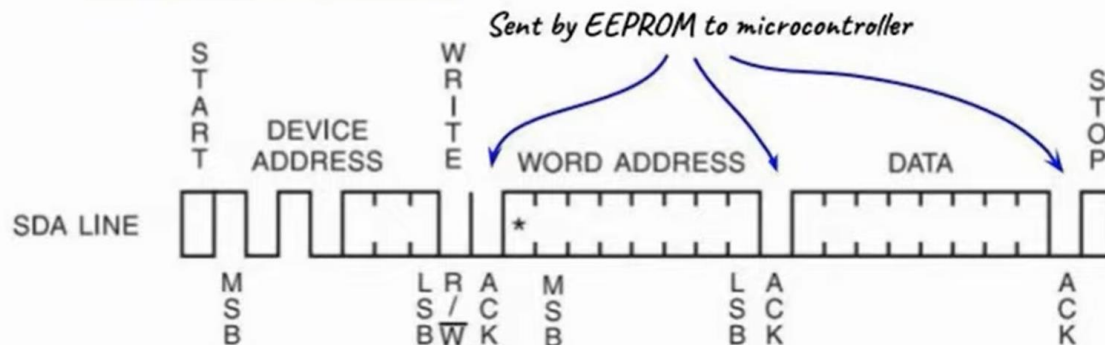 Sent by EEPROM to microcontroller
START
DEVICE
ADDRESS
WRITE
WORD ADDRESS
DATA
STOP
SDA LINE
*
MSB
LSB
R/W
ACK
MSB
LSB
ACK
ACK